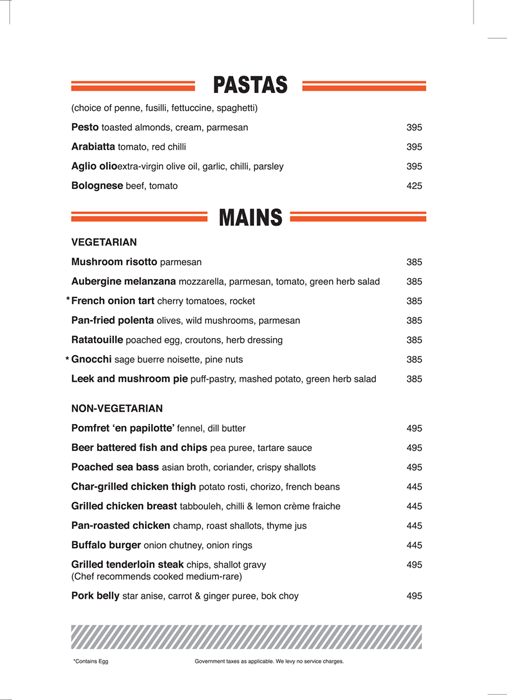 PASTAS
(choice of penne, fusilli, fettuccine, spaghetti)
Pesto toasted almonds, cream, parmesan 395
Arabiatta tomato, red chilli 395
Aglio olioextra-virgin olive oil, garlic, chilli, parsley 395
Bolognese beef, tomato 425
MAINS
VEGETARIAN
Mushroom risotto parmesan 385
Aubergine melanzana mozzarella, parmesan, tomato, green herb salad 385
*French onion tart cherry tomatoes, rocket 385
Pan-fried polenta olives, wild mushrooms, parmesan 385
Ratatouille poached egg, croutons, herb dressing 385
* Gnocchi sage buerre noisette, pine nuts 385
Leek and mushroom pie puff-pastry, mashed potato, green herb salad 385
NON-VEGETARIAN
Pomfret ‘en papilotte’ fennel, dill butter 495
Beer battered fish and chips pea puree, tartare sauce 495
Poached sea bass asian broth, coriander, crispy shallots 495
Char-grilled chicken thigh potato rosti, chorizo, french beans 445
Grilled chicken breast tabbouleh, chilli & lemon crème fraiche 445
Pan-roasted chicken champ, roast shallots, thyme jus 445
Buffalo burger onion chutney, onion rings 445
Grilled tenderloin steak chips, shallot gravy 495
(Chef recommends cooked medium-rare)
Pork belly star anise, carrot & ginger puree, bok choy 495
*Contains Egg Government taxes as applicable. We levy no service charges.